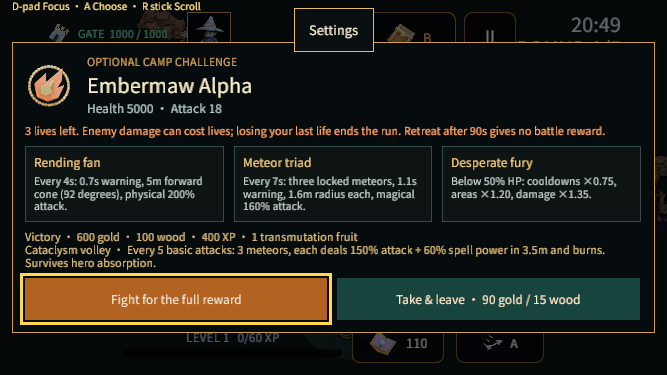 D-pad Focus • A Choose • R stick Scroll
GATE 1000 / 1000
B
20:49
Settings
OPTIONAL CAMP CHALLENGE
Embermaw Alpha
Health 5000 • Attack 18
3 lives left. Enemy damage can cost lives; losing your last life ends the run. Retreat after 90s gives no battle reward.
Rending fan
Every 4s: 0.7s warning, 5m forward
cone (92 degrees), physical 200%
attack.
Meteor triad
Every 7s: three locked meteors, 1.1s
warning, 1.6m radius each, magical
160% attack.
Desperate fury
Below 50% HP: cooldowns ×0.75,
areas ×1.20, damage ×1.35.
Victory • 600 gold • 100 wood • 400 XP • 1 transmutation fruit
Cataclysm volley • Every 5 basic attacks: 3 meteors, each deals 150% attack + 60% spell power in 3.5m and burns.
Survives hero absorption.
Fight for the full reward
Take & leave • 90 gold / 15 wood
LEVEL 1 0/60 XP
110
A